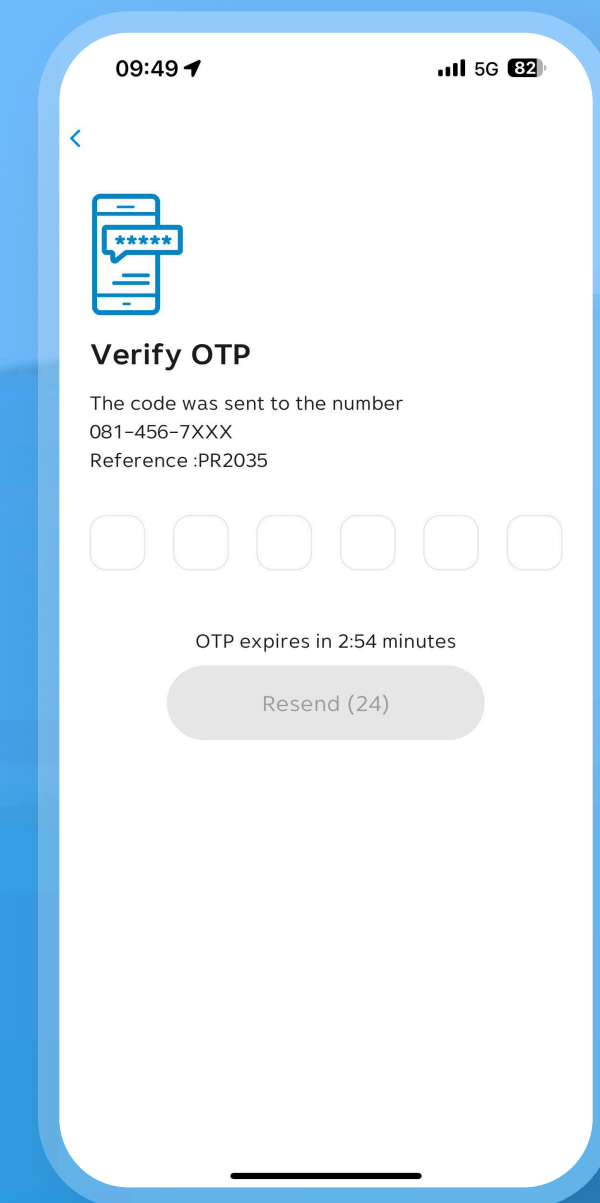 09:49
5G 82
*****
Verify OTP
The code was sent to the number
081-456-7XXX
Reference :PR2035
OTP expires in 2:54 minutes
Resend (24)